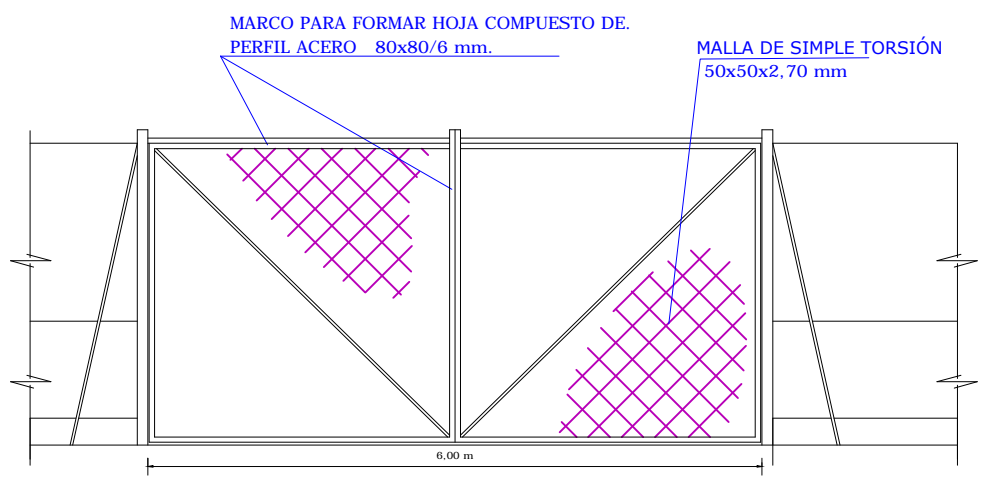 MARCO PARA FORMAR HOJA COMPUESTO DE.
PERFIL ACERO 80x80/6 mm.
MALLA DE SIMPLE TORSIÓN
50x50x2,70 mm
6,00 m